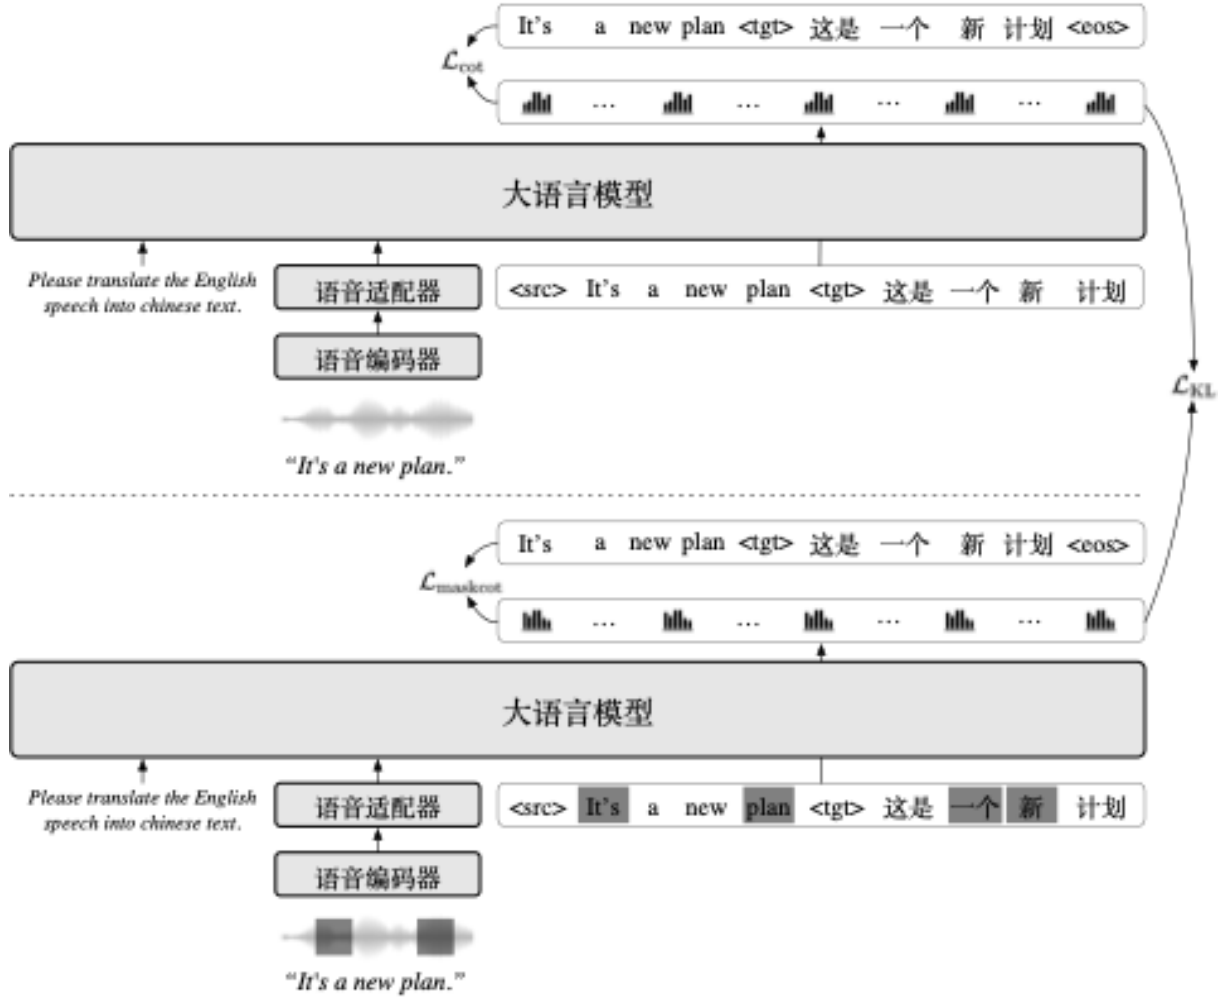 It's a new plan <tgt> 这是 一个 新 计划 <eos>
ℒcot
... ... ... ...
大语言模型
Please translate the English
speech into chinese text.
语音适配器
<src> It's a new plan <tgt> 这是 一个 新 计划
语音编码器
ℒKL
“It's a new plan.”
It's a new plan <tgt> 这是 一个 新 计划 <eos>
ℒmaskcot
... ... ... ...
大语言模型
Please translate the English
speech into chinese text.
语音适配器
<src> It's a new plan <tgt> 这是 一个 新 计划
语音编码器
“It's a new plan.”